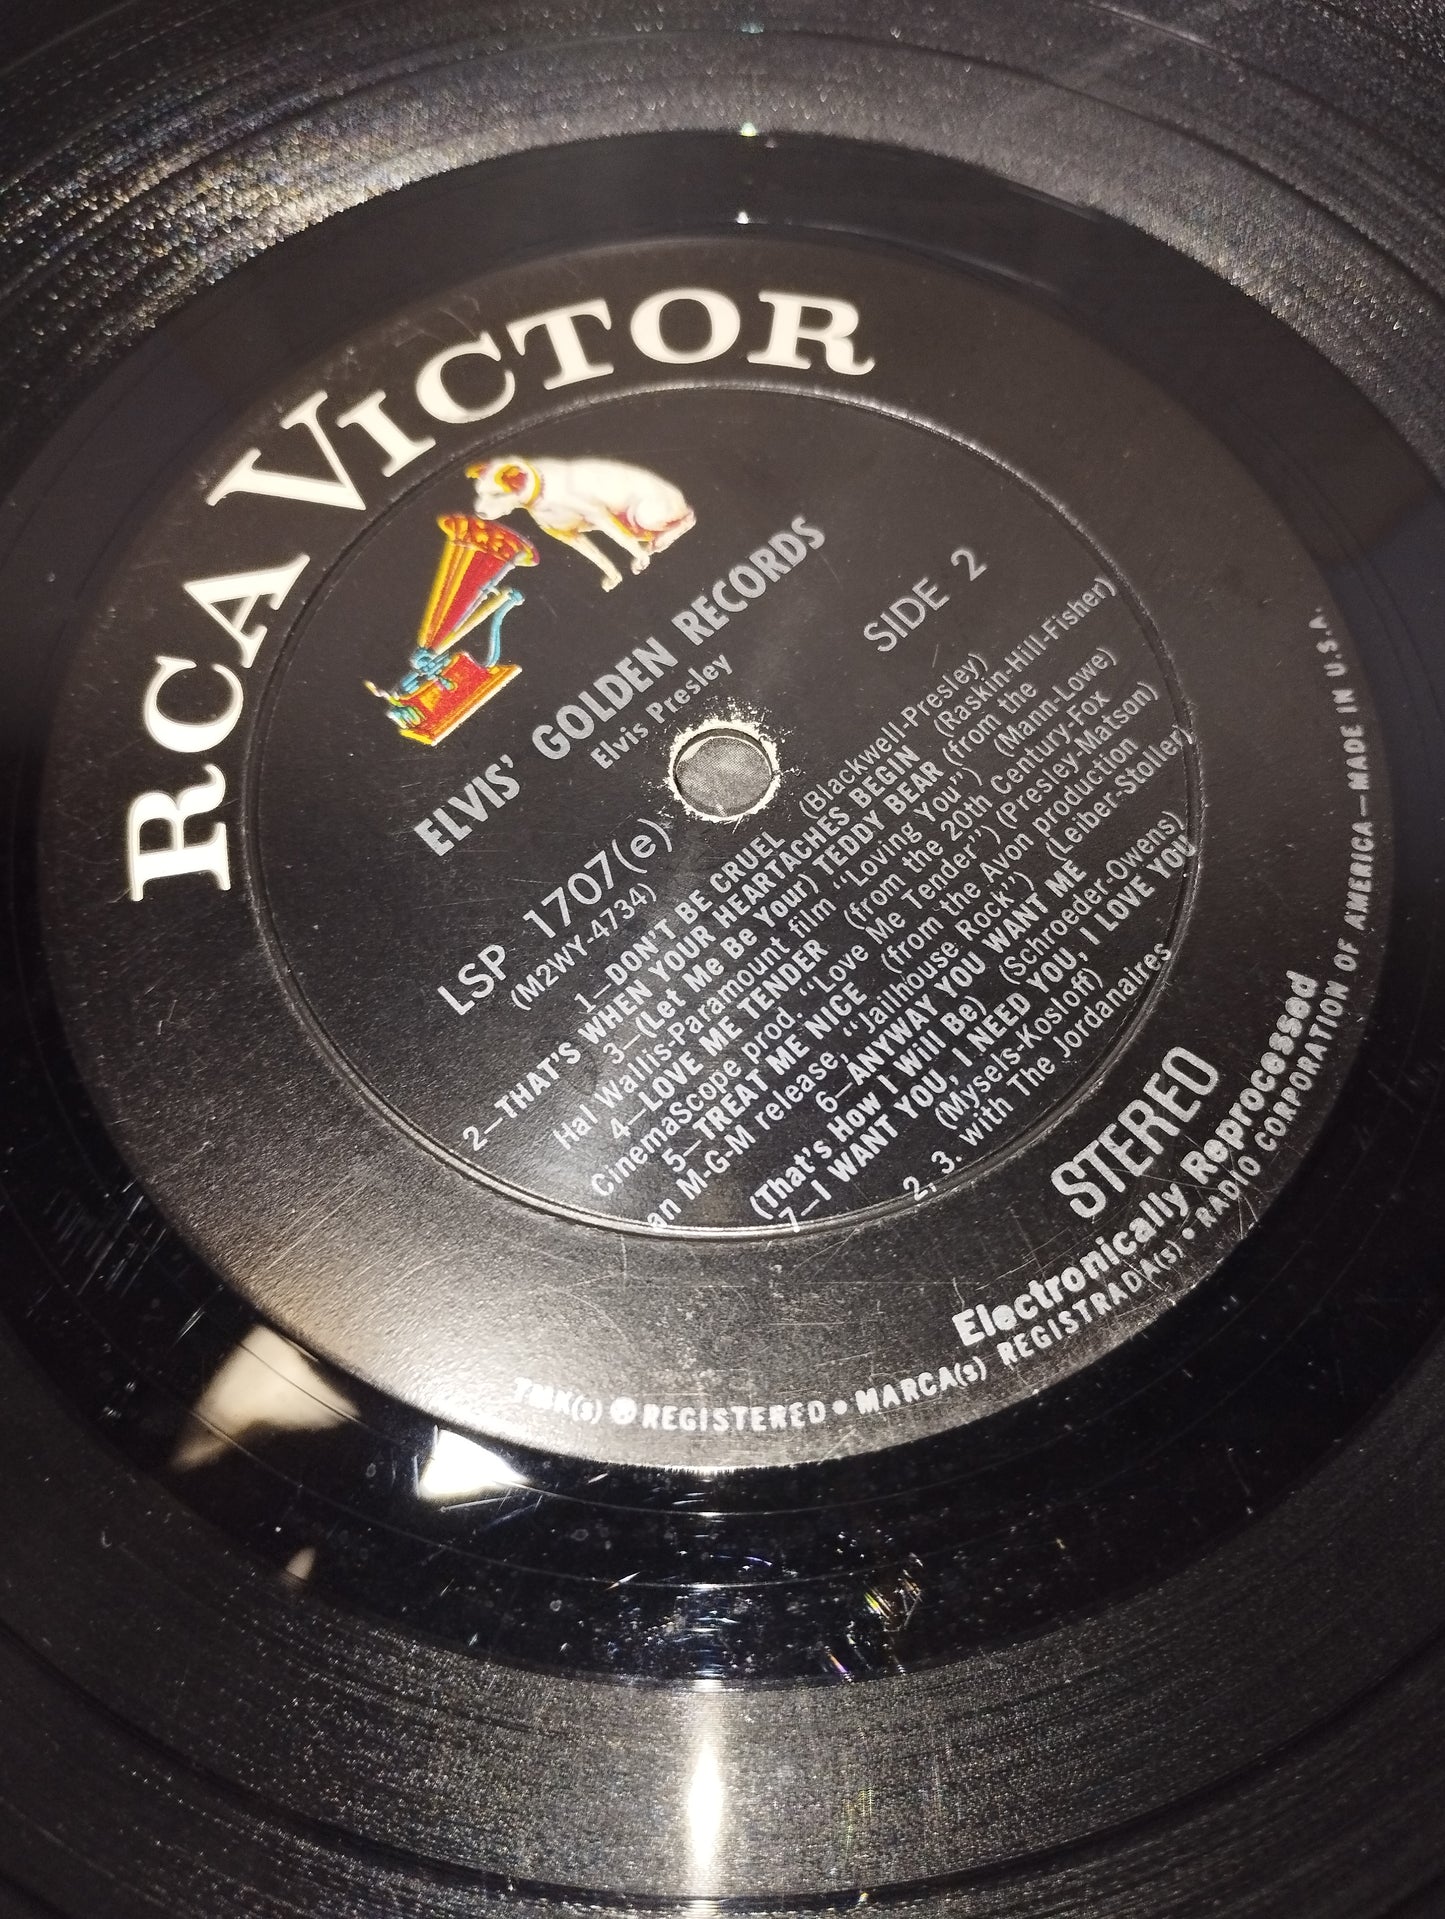 RCA VICTOR
ELVIS' GOLDEN RECORDS
Elvis Presley
SIDE 2
LSP 1707(e)
(M2WY-4734)
1—DON'T BE CRUEL (Blackwell-Presley)
2—THAT'S WHEN YOUR HEARTACHES BEGIN (Raskin-Hill-Fisher)
3—(Let Me Be Your) TEDDY BEAR (from the
Hal Wallis-Paramount film "Loving You") (Mann-Lowe)
4—LOVE ME TENDER (from the 20th Century-Fox
CinemaScope prod. "Love Me Tender") (Presley-Matson)
5—TREAT ME NICE (from the Avon production
an M-G-M release, "Jailhouse Rock") (Leiber-Stoller)
6—ANYWAY YOU WANT ME
(That's How I Will Be) (Schroeder-Owens)
7—I WANT YOU, I NEED YOU, I LOVE YOU
(Mysels-Kosloff)
2, 3. with The Jordanaires
STEREO
Electronically Reprocessed
TMK(s) ® REGISTERED • MARCA(s) REGISTRADA(s) • RADIO CORPORATION OF AMERICA—MADE IN U.S.A.